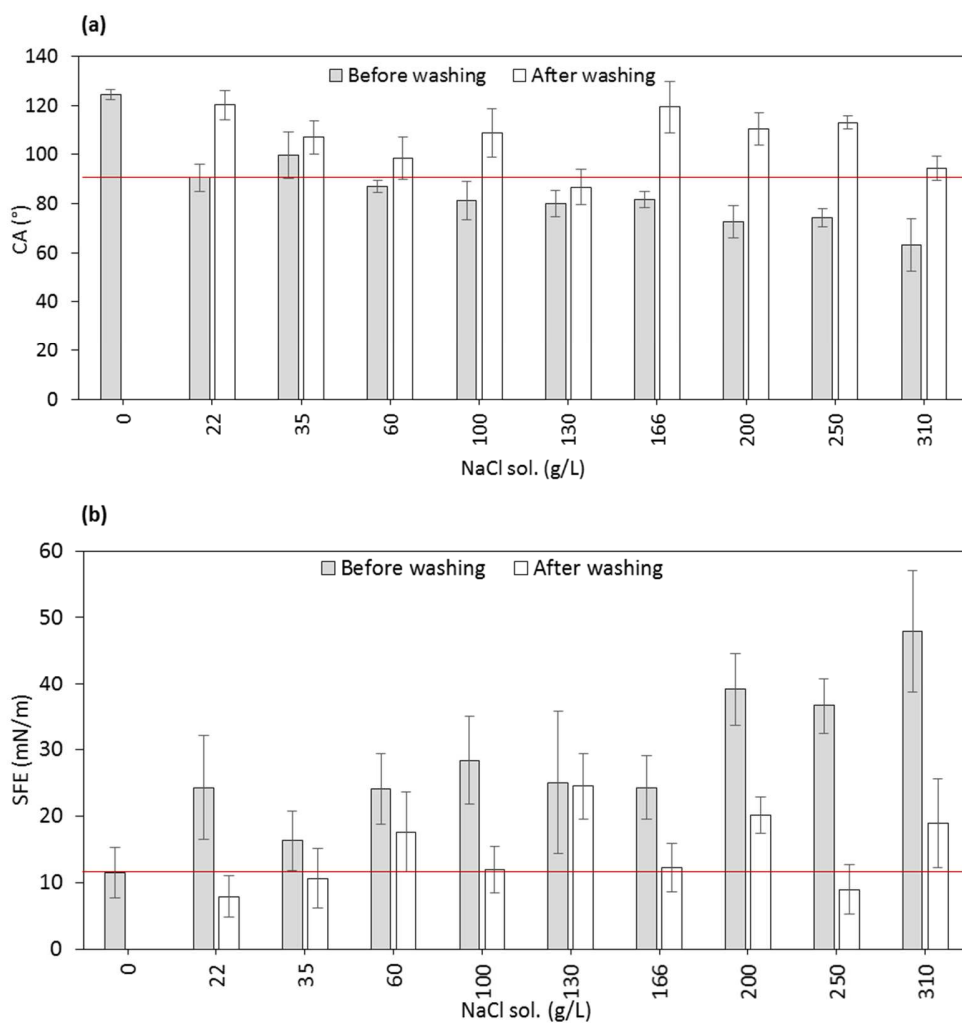 (a)
140
120
100
80
60
40
20
0
CA (°)
Before washing After washing
0 22 35 60 100 130 166 200 250 310
NaCl sol. (g/L)
(b)
60
50
40
30
20
10
0
SFE (mN/m)
Before washing After washing
0 22 35 60 100 130 166 200 250 310
NaCl sol. (g/L)